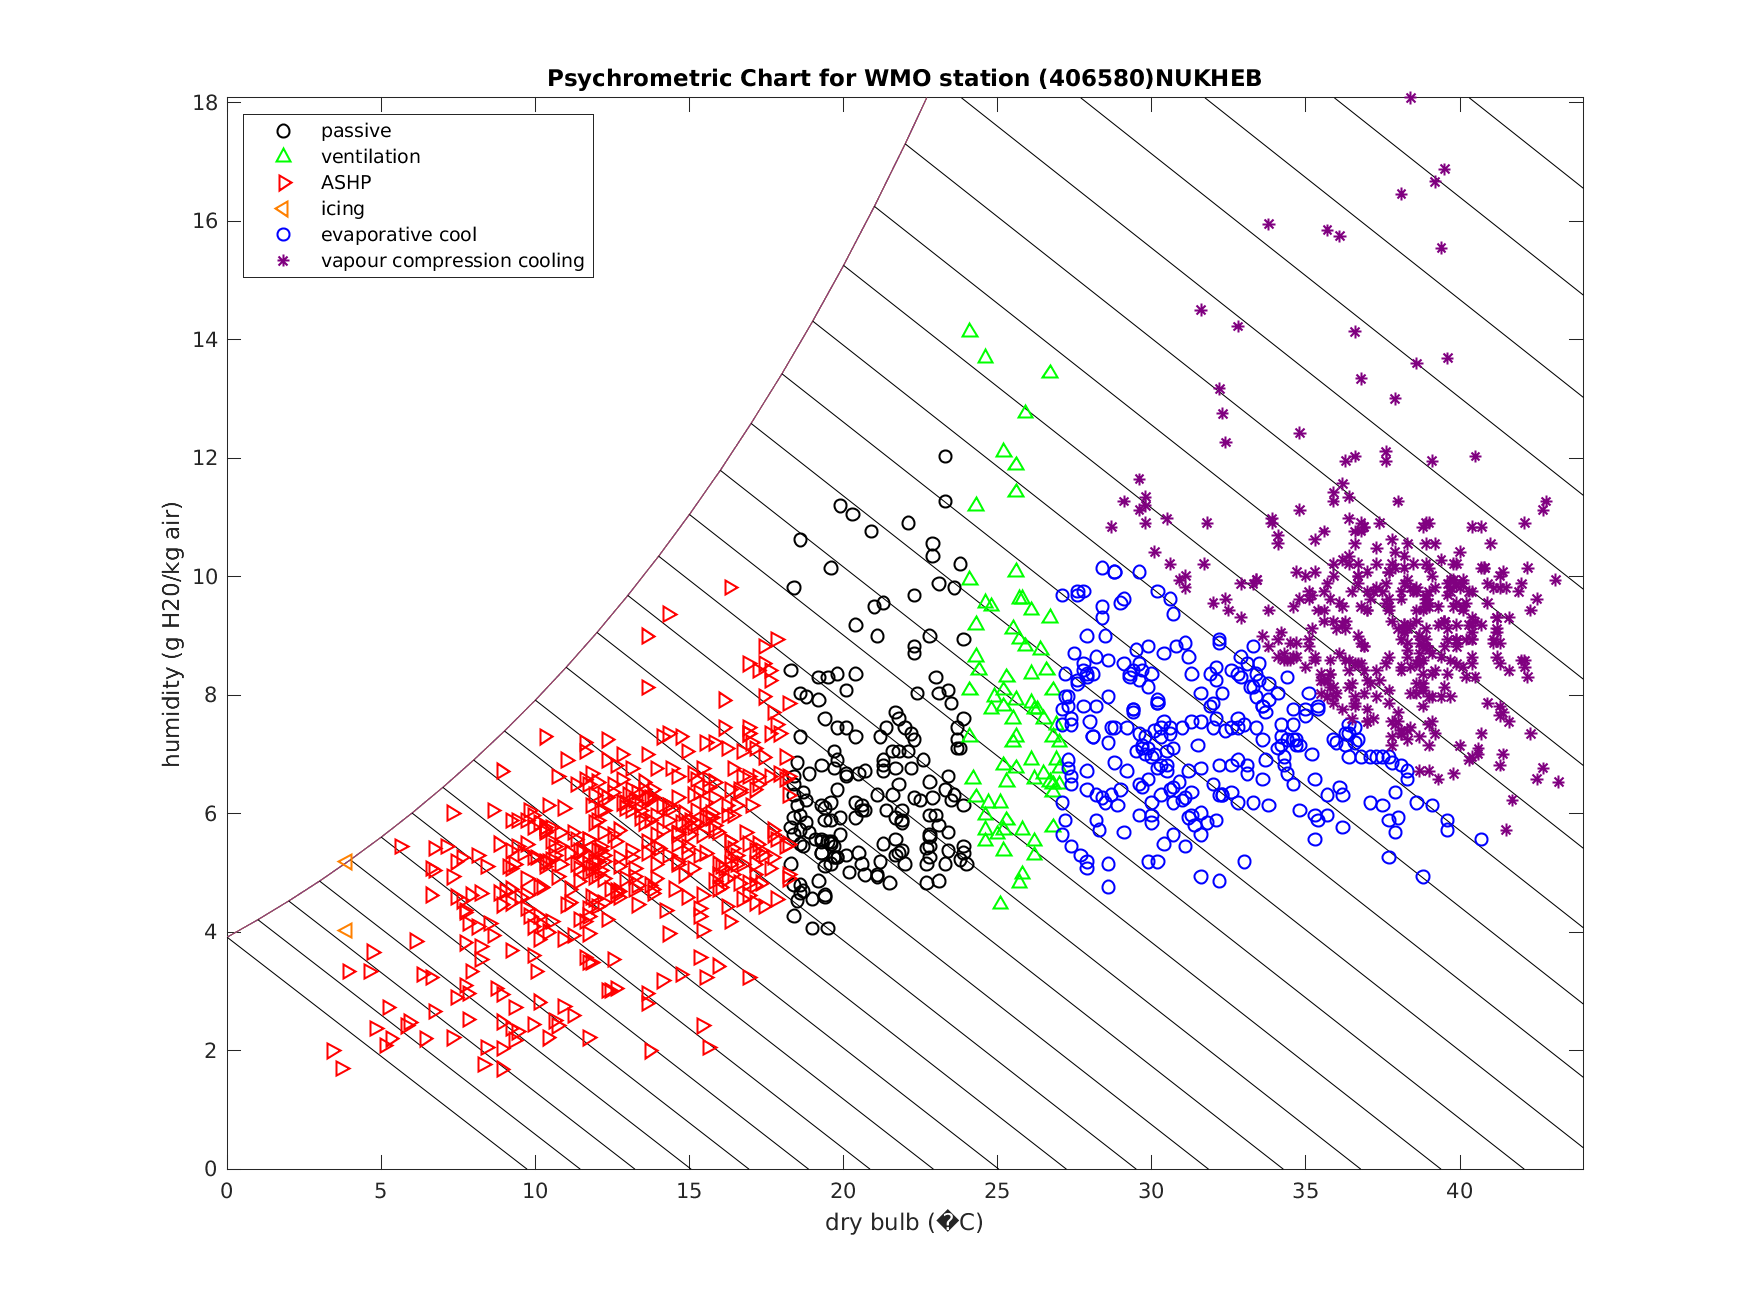 Psychrometric Chart for WMO station (406580)NUKHEB
passive
ventilation
ASHP
icing
evaporative cool
vapour compression cooling
humidity (g H20/kg air)
18
16
14
12
10
8
6
4
2
0
0 5 10 15 20 25 30 35 40
dry bulb (�C)